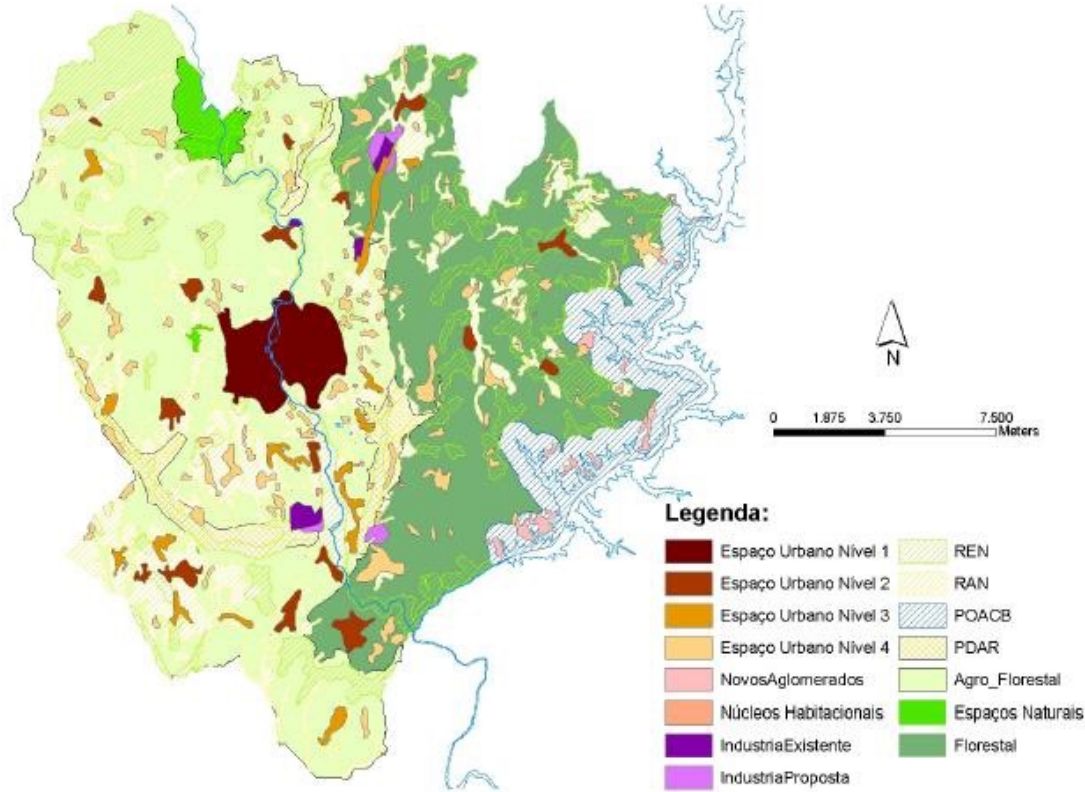 N
0 1.875 3.750 7.500
Meters
Legenda:
Espaço Urbano Nível 1
Espaço Urbano Nível 2
Espaço Urbano Nível 3
Espaço Urbano Nível 4
NovosAglomerados
Núcleos Habitacionais
IndustriaExistente
IndustriaProposta
REN
RAN
POACB
PDAR
Agro_Florestal
Espaços Naturais
Florestal